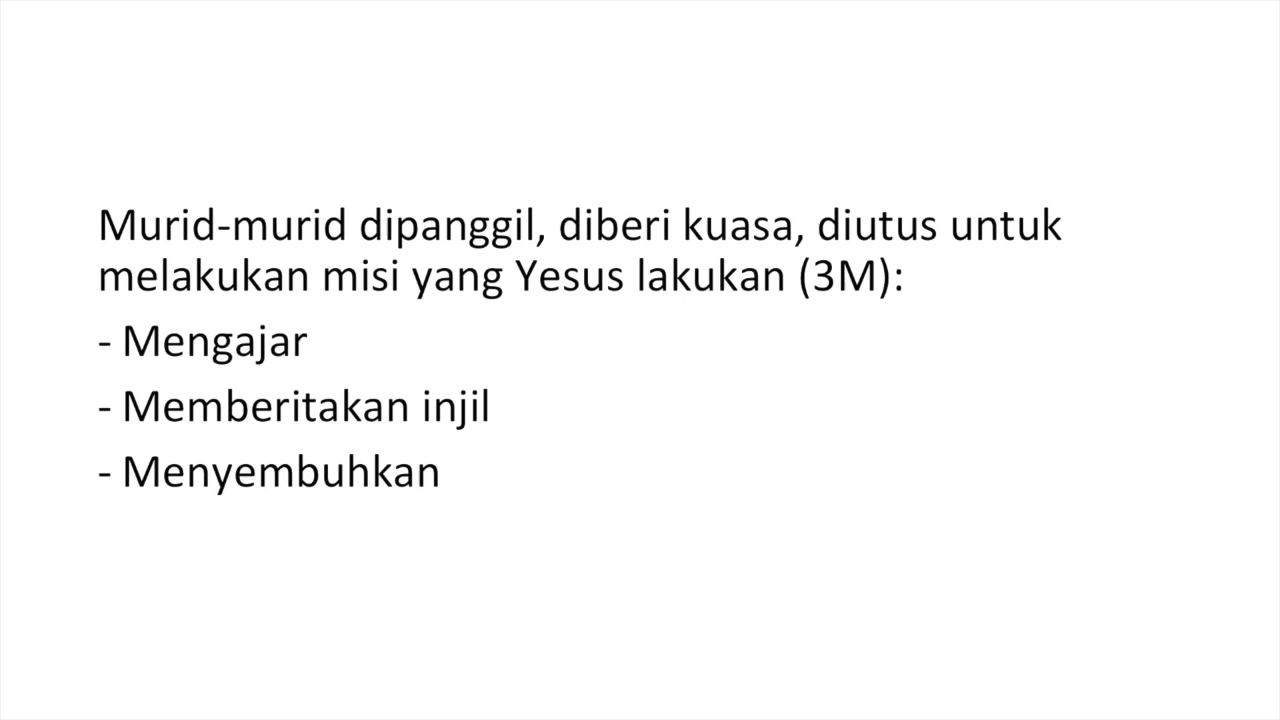 Murid-murid dipanggil, diberi kuasa, diutus untuk
melakukan misi yang Yesus lakukan (3M):
- Mengajar
- Memberitakan injil
- Menyembuhkan